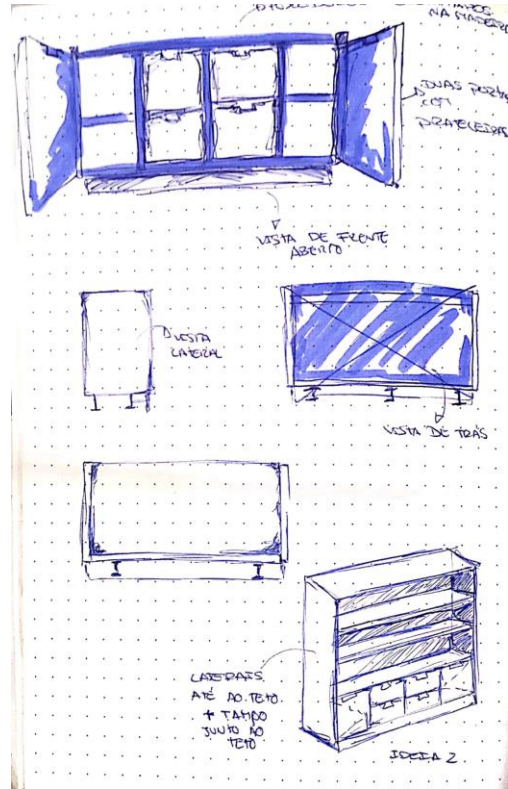 NA MADEIRA
DUAS PORTAS
COM
PRATELEIRAS
VISTA DE FRENTE
ABERTO
VISTA
LATERAL
VISTA DE TRÁS
LATERAIS
ATÉ AO TETO
+ TAMPO
JUNTO AO
TETO
IDEIA 2